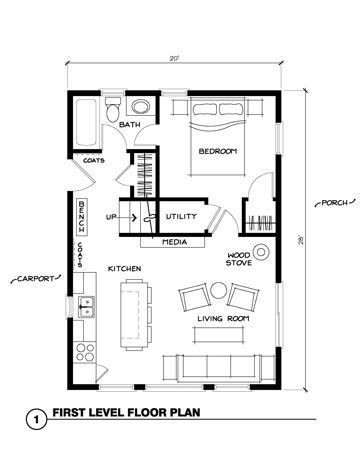 20'
BATH
BEDROOM
COATS
UP
UTILITY
PORCH
BENCH
MEDIA
COATS
WOOD
STOVE
28'
CARPORT
KITCHEN
LIVING ROOM
1 FIRST LEVEL FLOOR PLAN